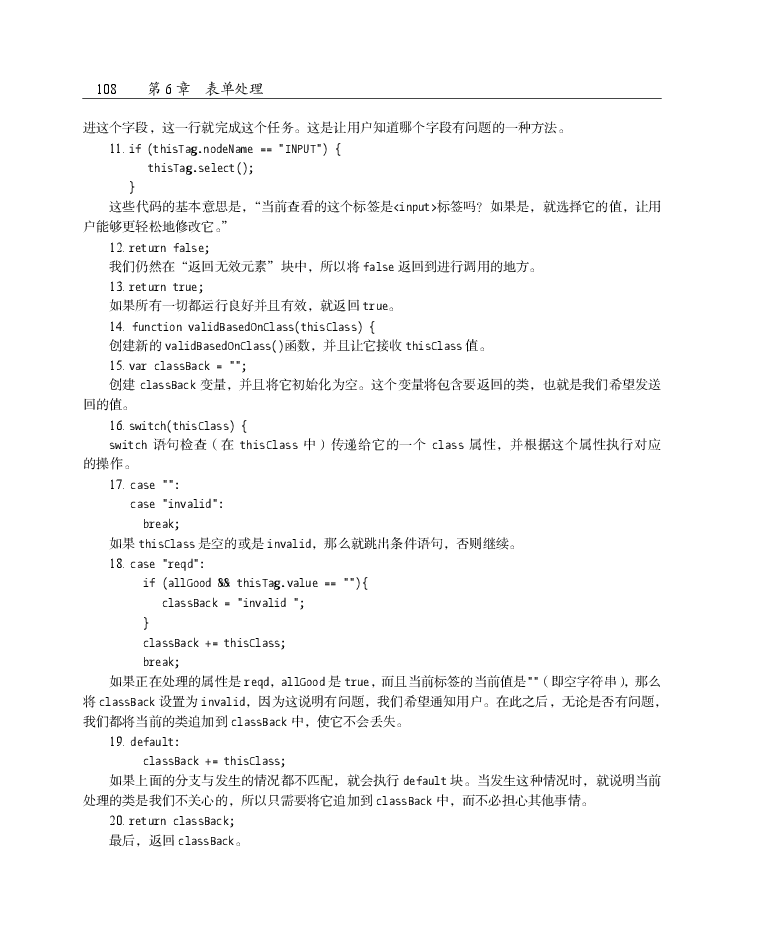 108 第 6 章 表单处理
进这个字段，这一行就完成这个任务。这是让用户知道哪个字段有问题的一种方法。
11. if (thisTag.nodeName == "INPUT") {
thisTag.select();
}
这些代码的基本意思是，“当前查看的这个标签是<input>标签吗？如果是，就选择它的值，让用
户能够更轻松地修改它。”
12. return false;
我们仍然在“返回无效元素”块中，所以将 false 返回到进行调用的地方。
13. return true;
如果所有一切都运行良好并且有效，就返回 true。
14. function validBasedOnClass(thisClass) {
创建新的 validBasedOnClass()函数，并且让它接收 thisClass 值。
15. var classBack = "";
创建 classBack 变量，并且将它初始化为空。这个变量将包含要返回的类，也就是我们希望发送
回的值。
16. switch(thisClass) {
switch 语句检查（在 thisClass 中）传递给它的一个 class 属性，并根据这个属性执行对应
的操作。
17. case "":
case "invalid":
break;
如果 thisClass 是空的或是 invalid，那么就跳出条件语句，否则继续。
18. case "reqd":
if (allGood && thisTag.value == ""){
classBack = "invalid ";
}
classBack += thisClass;
break;
如果正在处理的属性是 reqd，allGood 是 true，而且当前标签的当前值是""（即空字符串），那么
将 classBack 设置为 invalid，因为这说明有问题，我们希望通知用户。在此之后，无论是否有问题，
我们都将当前的类追加到 classBack 中，使它不会丢失。
19. default:
classBack += thisClass;
如果上面的分支与发生的情况都不匹配，就会执行 default 块。当发生这种情况时，就说明当前
处理的类是我们不关心的，所以只需要将它追加到 classBack 中，而不必担心其他事情。
20. return classBack;
最后，返回 classBack。